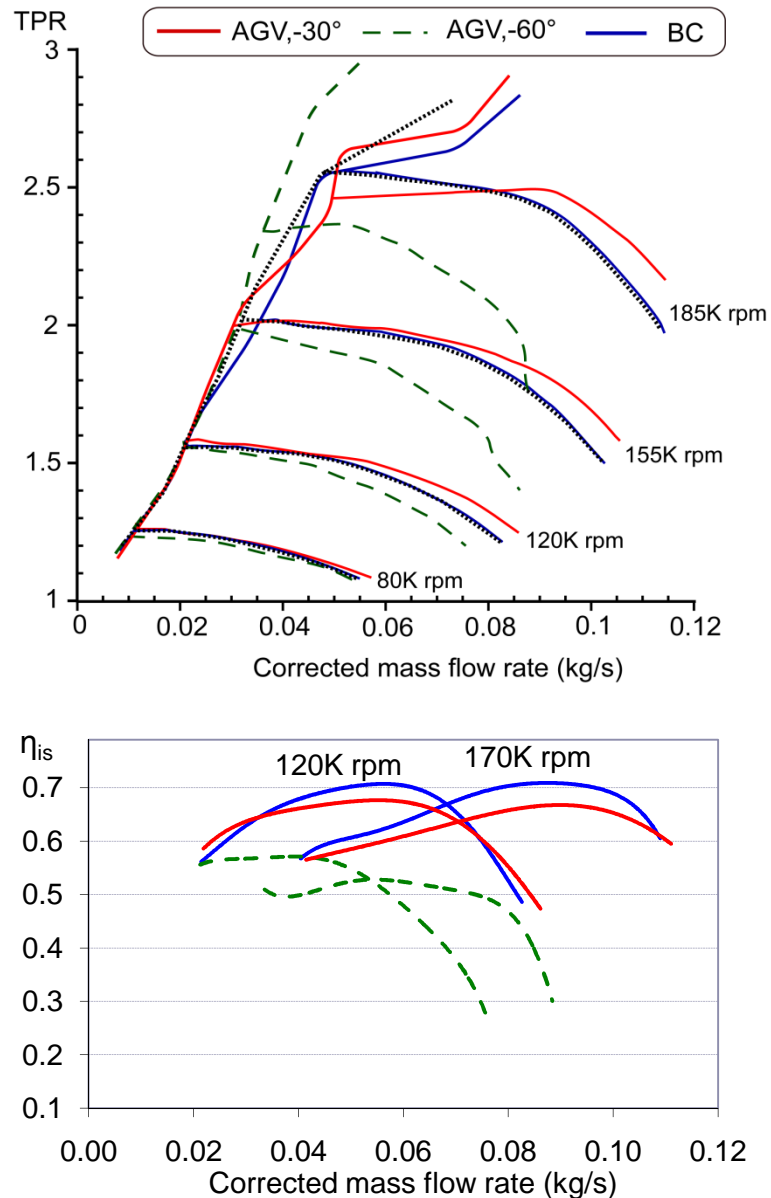 TPR
AGV,-30° AGV,-60° BC
3
2.5
2
1.5
1
185K rpm
155K rpm
120K rpm
80K rpm
0 0.02 0.04 0.06 0.08 0.1 0.12
Corrected mass flow rate (kg/s)
ηis
120K rpm 170K rpm
0.7
0.6
0.5
0.4
0.3
0.2
0.1
0.00 0.02 0.04 0.06 0.08 0.10 0.12
Corrected mass flow rate (kg/s)